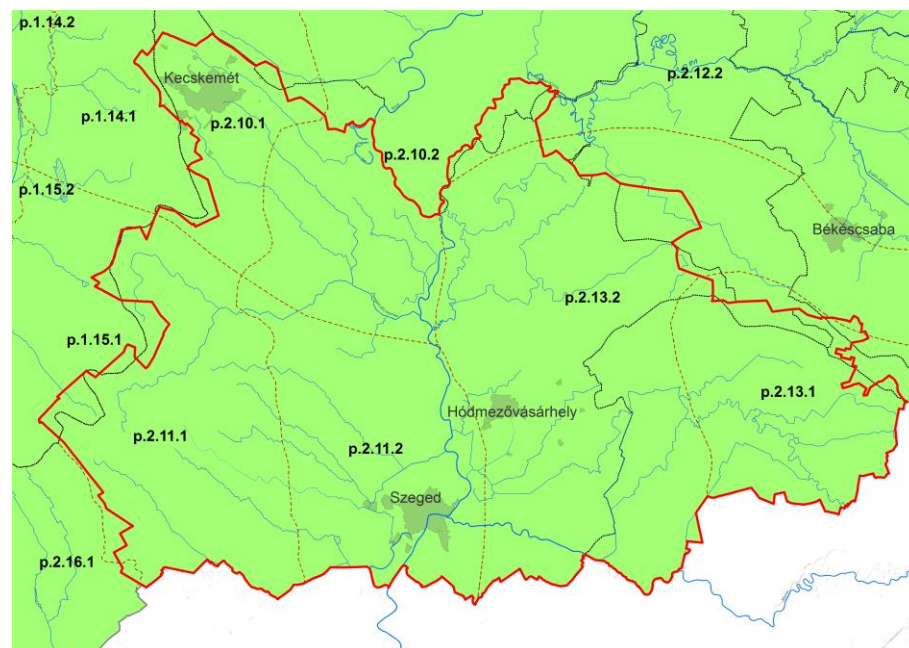 p.1.14.2
Kecskemét
p.2.12.2
p.1.14.1
p.2.10.1
p.2.10.2
p.1.15.2
Békéscsaba
p.2.13.2
p.1.15.1
p.2.13.1
Hódmezővásárhely
p.2.11.1
p.2.11.2
Szeged
p.2.16.1